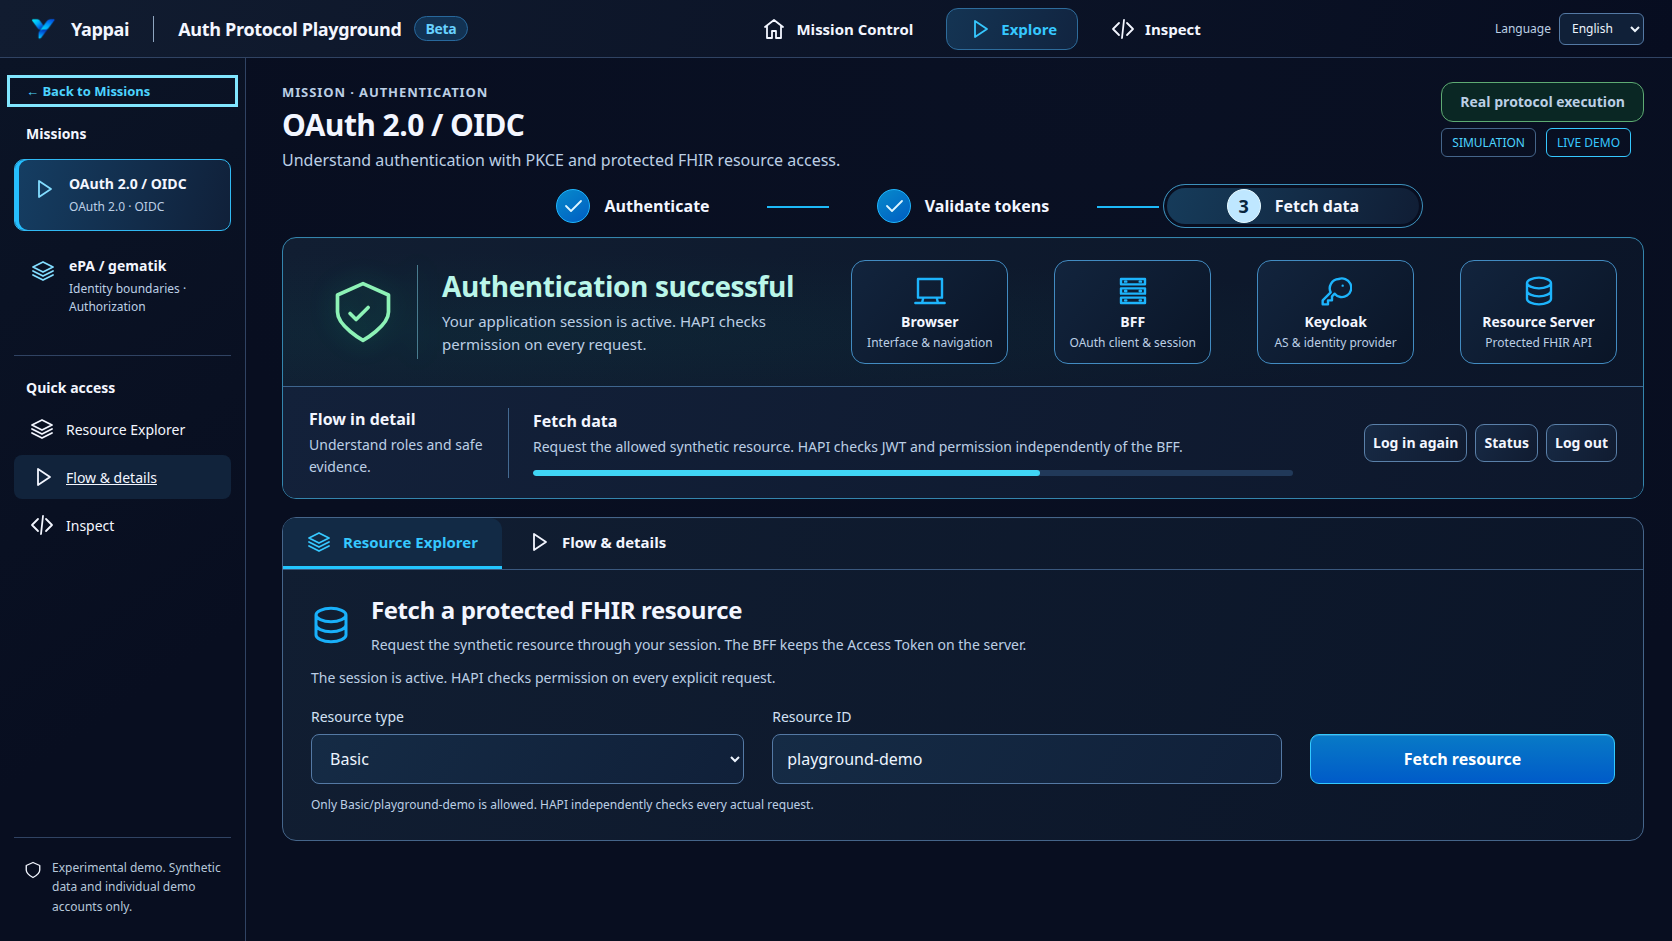 Yappai
Auth Protocol Playground
Beta
Mission Control
Explore
Inspect
Language
English
← Back to Missions
Missions
OAuth 2.0 / OIDC
OAuth 2.0 · OIDC
ePA / gematik
Identity boundaries ·
Authorization
Quick access
Resource Explorer
Flow & details
Inspect
Experimental demo. Synthetic
data and individual demo
accounts only.
MISSION · AUTHENTICATION
OAuth 2.0 / OIDC
Understand authentication with PKCE and protected FHIR resource access.
Real protocol execution
SIMULATION
LIVE DEMO
Authenticate
Validate tokens
3
Fetch data
Authentication successful
Your application session is active. HAPI checks
permission on every request.
Browser
Interface & navigation
BFF
OAuth client & session
Keycloak
AS & identity provider
Resource Server
Protected FHIR API
Flow in detail
Understand roles and safe
evidence.
Fetch data
Request the allowed synthetic resource. HAPI checks JWT and permission independently of the BFF.
Log in again
Status
Log out
Resource Explorer
Flow & details
Fetch a protected FHIR resource
Request the synthetic resource through your session. The BFF keeps the Access Token on the server.
The session is active. HAPI checks permission on every explicit request.
Resource type
Resource ID
Basic
playground-demo
Fetch resource
Only Basic/playground-demo is allowed. HAPI independently checks every actual request.